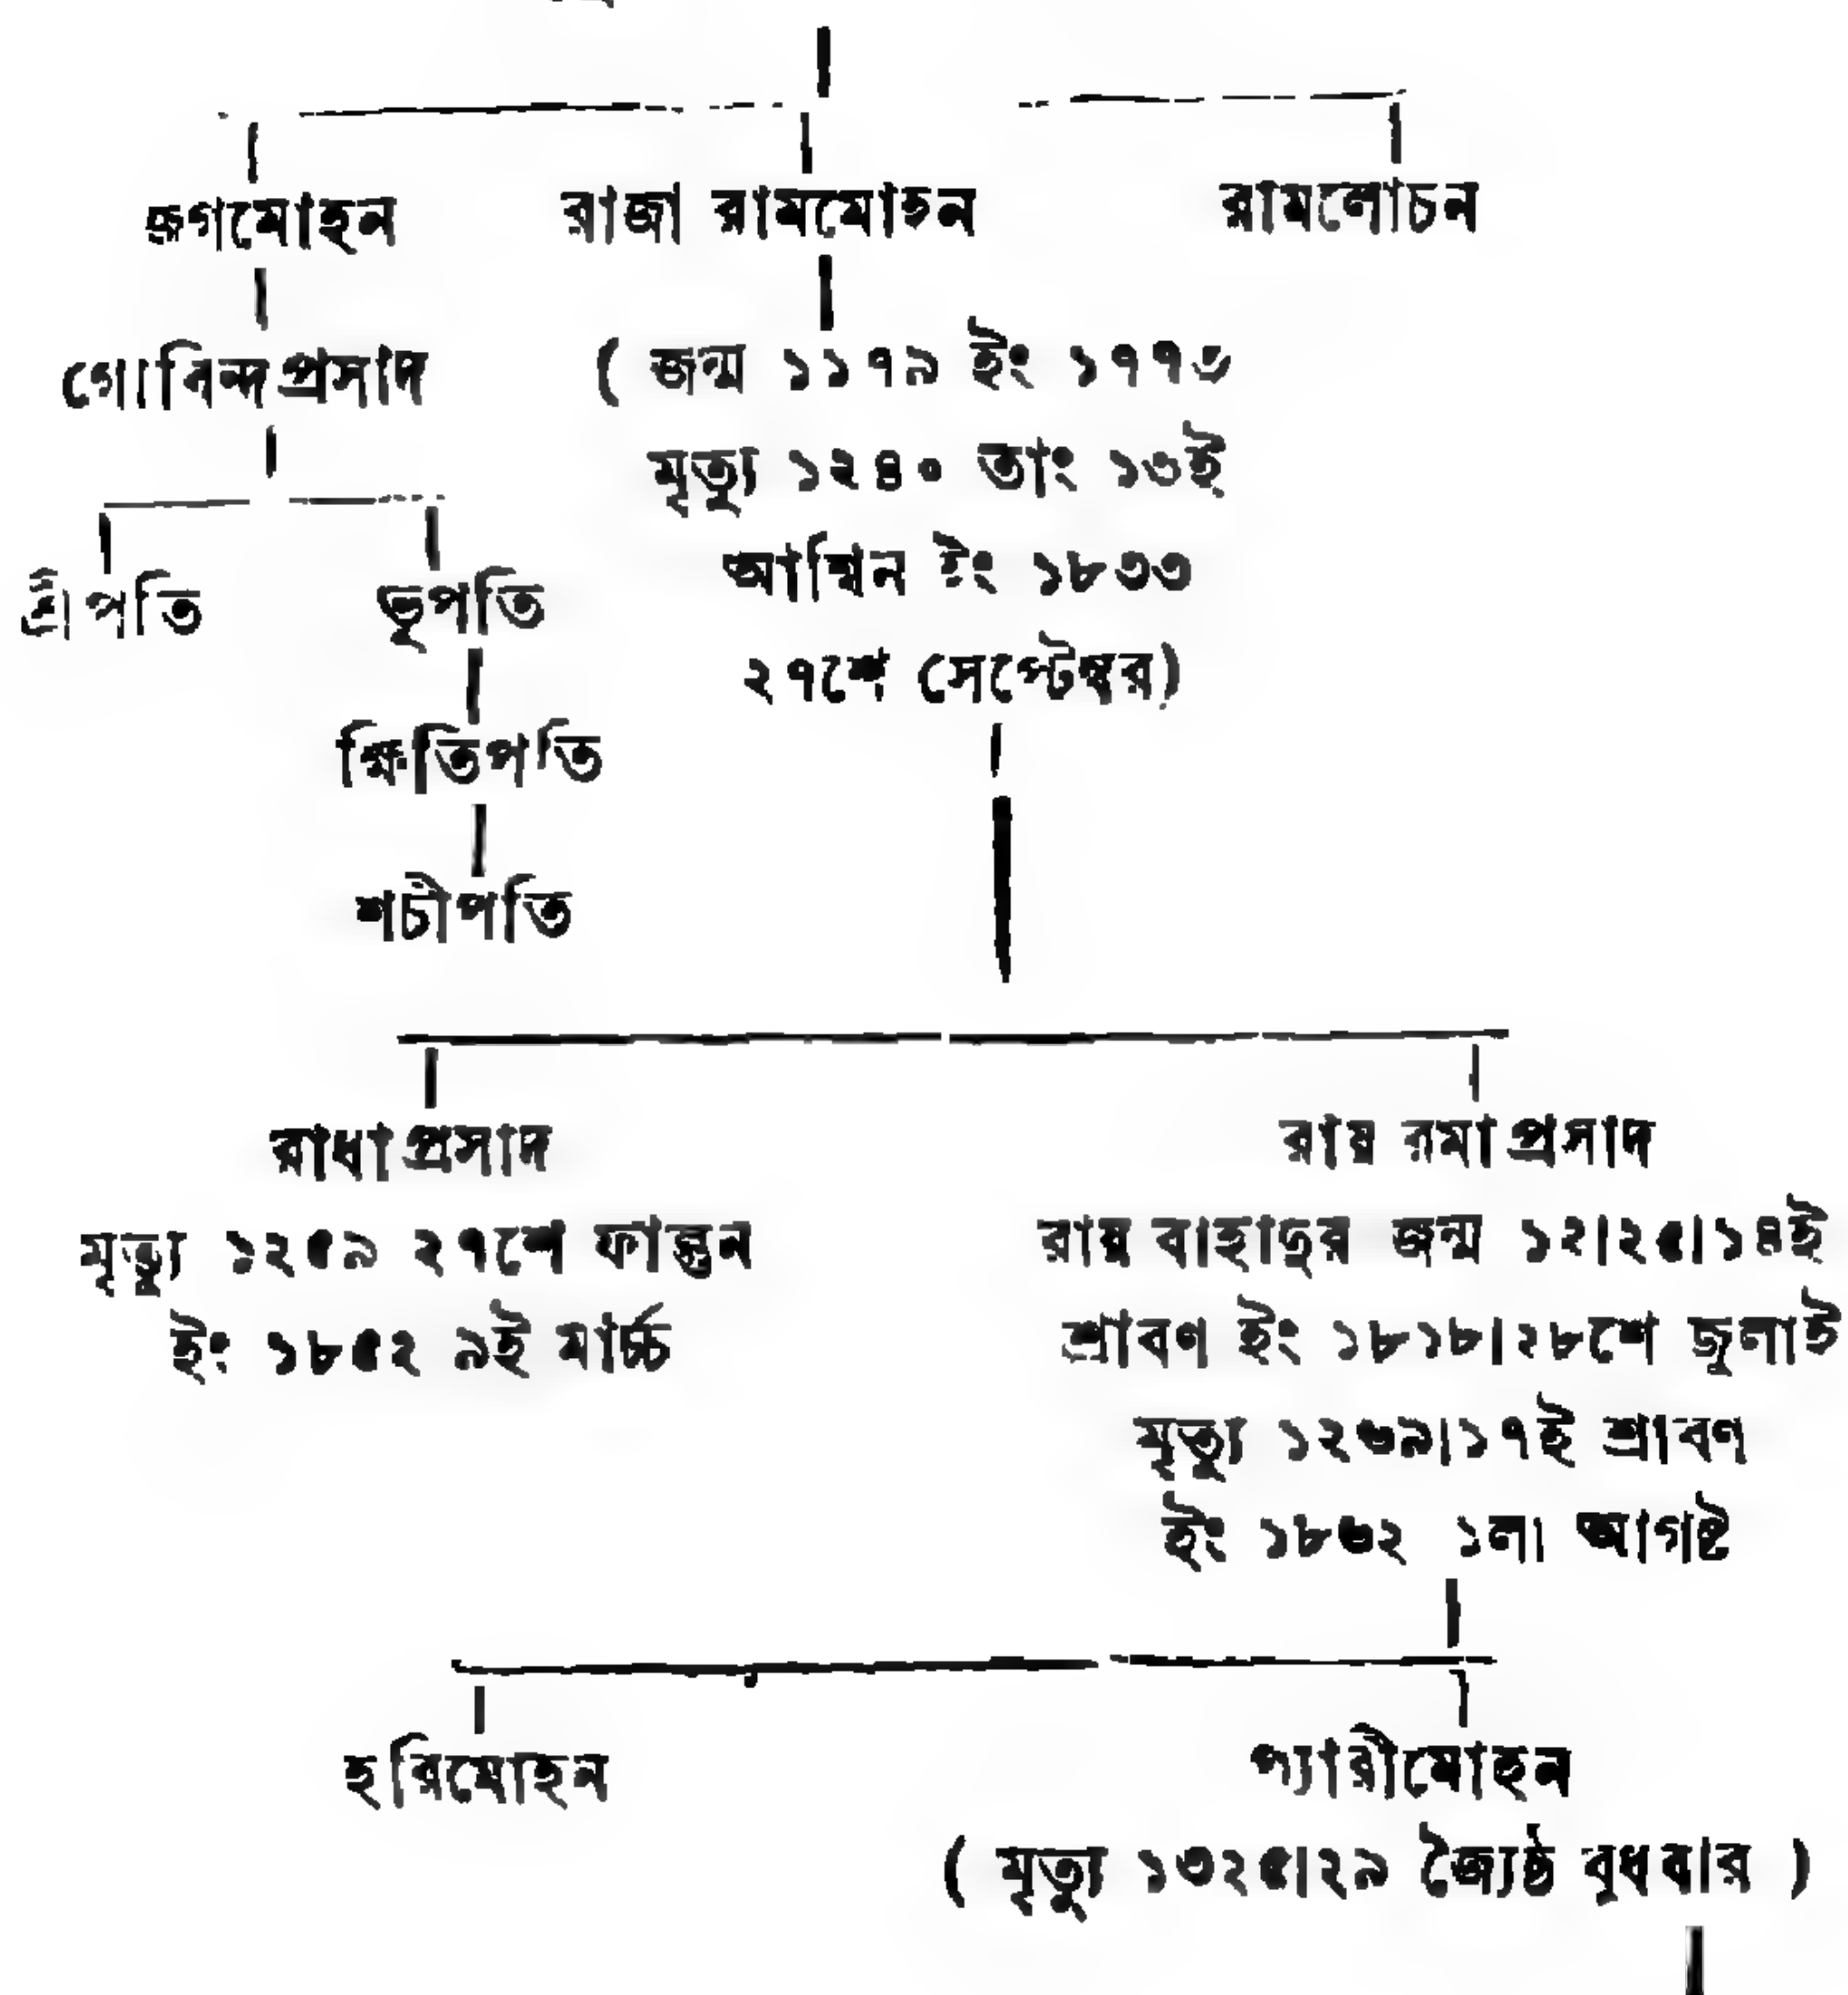 জগমোহন রাজা রামমোহন রামলোচন
গোবিন্দপ্রসাদ ( জন্ম ১১৭৯ ইং ১৭৭৩
মৃত্যু ১২৪০ তাং ১৩ই
আশ্বিন ইং ১৮৩৩
শ্রীপতি ভূপতি
২৭শে সেপ্টেম্বর)
ক্ষিতিপতি
শচীপতি
রাধাপ্রসাদ রায় রমাপ্রসাদ
মৃত্যু ১২৫৯ ২৭শে ফাল্গুন রায় বাহাদুর জন্ম ১২।২৫।১৪ই
ইং ১৮৫২ ৯ই মার্চ্চ শ্রাবণ ইং ১৮১৮।২৮শে জুলাই
মৃত্যু ১২৬৯।১৭ই শ্রাবণ
ইং ১৮৬২ ১লা আগষ্ট
হরিমোহন প্যারীমোহন
( মৃত্যু ১৩২৫।২৯ জ্যৈষ্ঠ বুধবার )